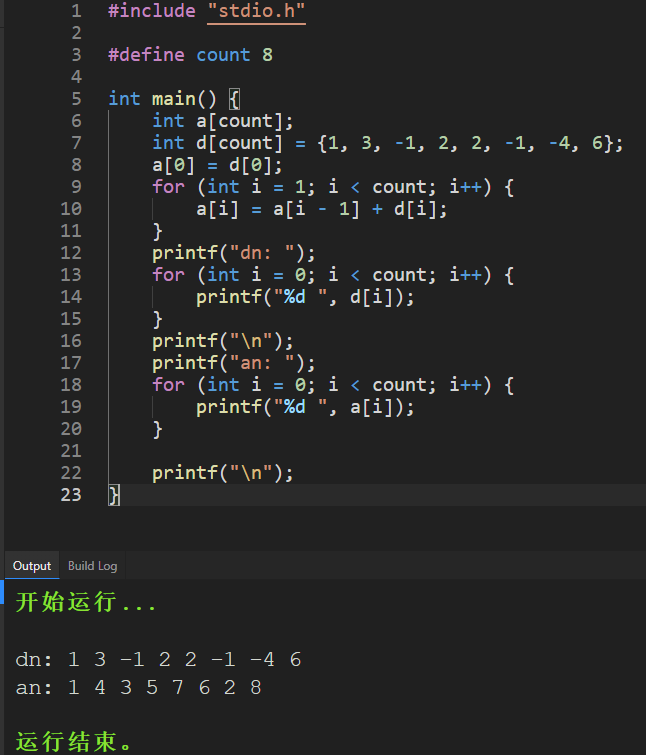 1 #include "stdio.h"
2
3 #define count 8
4
5 int main() {
6     int a[count];
7     int d[count] = {1, 3, -1, 2, 2, -1, -4, 6};
8     a[0] = d[0];
9     for (int i = 1; i < count; i++) {
10         a[i] = a[i - 1] + d[i];
11     }
12     printf("dn: ");
13     for (int i = 0; i < count; i++) {
14         printf("%d ", d[i]);
15     }
16     printf("\n");
17     printf("an: ");
18     for (int i = 0; i < count; i++) {
19         printf("%d ", a[i]);
20     }
21
22     printf("\n");
23 }
Output Build Log
开始运行...
dn: 1 3 -1 2 2 -1 -4 6
an: 1 4 3 5 7 6 2 8
运行结束。